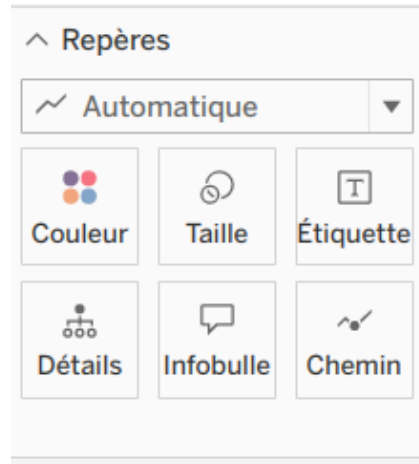 Repères
Automatique
Couleur Taille Étiquette
Détails Infobulle Chemin